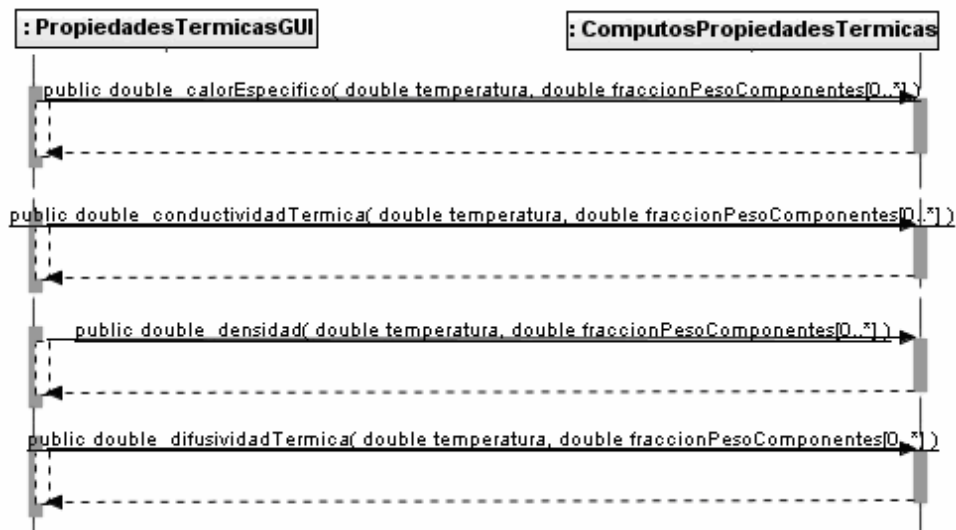 : PropiedadesTermicasGUI
: ComputosPropiedadesTermicas
public double calorEspecifico( double temperatura, double fraccionPesoComponentes[0..*] )
public double conductividadTermica( double temperatura, double fraccionPesoComponentes[0..*] )
public double densidad( double temperatura, double fraccionPesoComponentes[0..*] )
public double difusividadTermica( double temperatura, double fraccionPesoComponentes[0..*] )